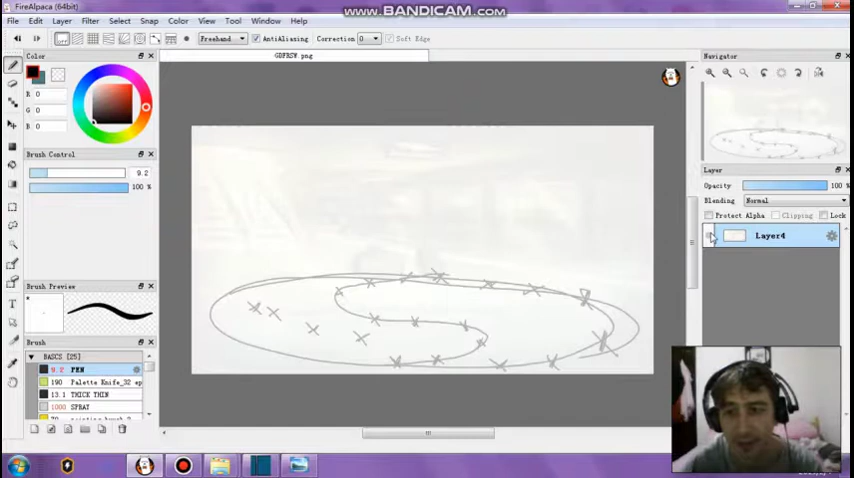 www.BANDICAM.com
FireAlpaca (64bit)
File Edit Layer Filter Select Snap Color View Tool Window Help
OFF Freehand AntiAliasing Correction 0 Soft Edge
Color
GDFRSW.png
Navigator
R 0
G 0
B 0
Brush Control
9.2
100 %
Layer
Opacity 100 %
Blending Normal
Protect Alpha Clipping Lock
Layer4
Brush Preview
Brush
BASICS [25]
9.2 PEN
190 Palette Knife_32 ep
13.1 THICK THIN
1000 SPRAY